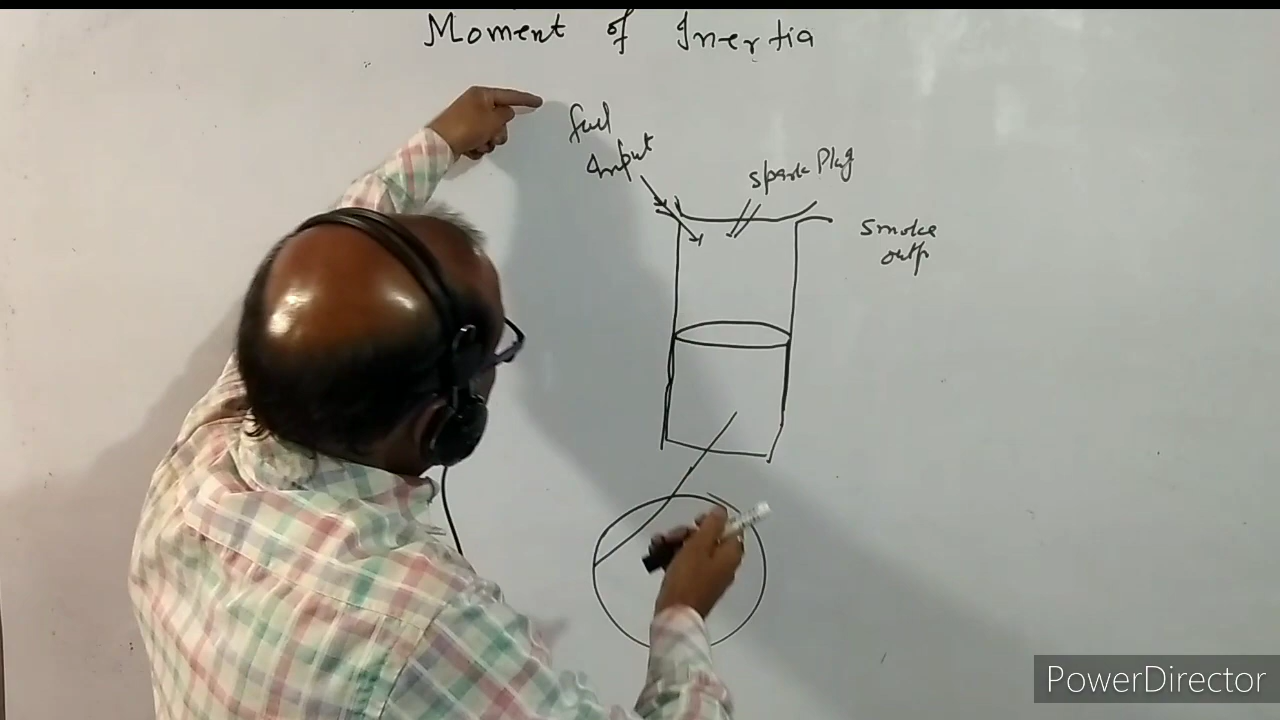 Moment of Inertia
fuel
Input
spark Plug
smoke
outp
PowerDirector